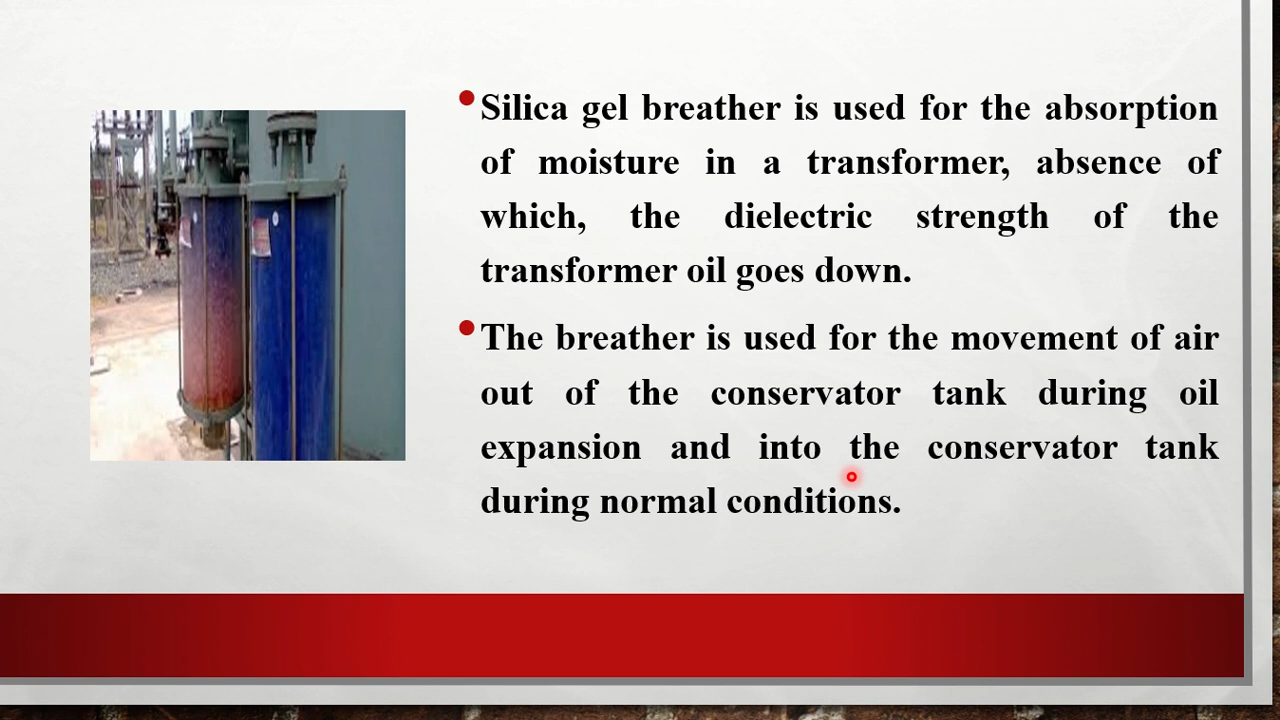 Silica gel breather is used for the absorption
of moisture in a transformer, absence of
which, the dielectric strength of the
transformer oil goes down.
The breather is used for the movement of air
out of the conservator tank during oil
expansion and into the conservator tank
during normal conditions.